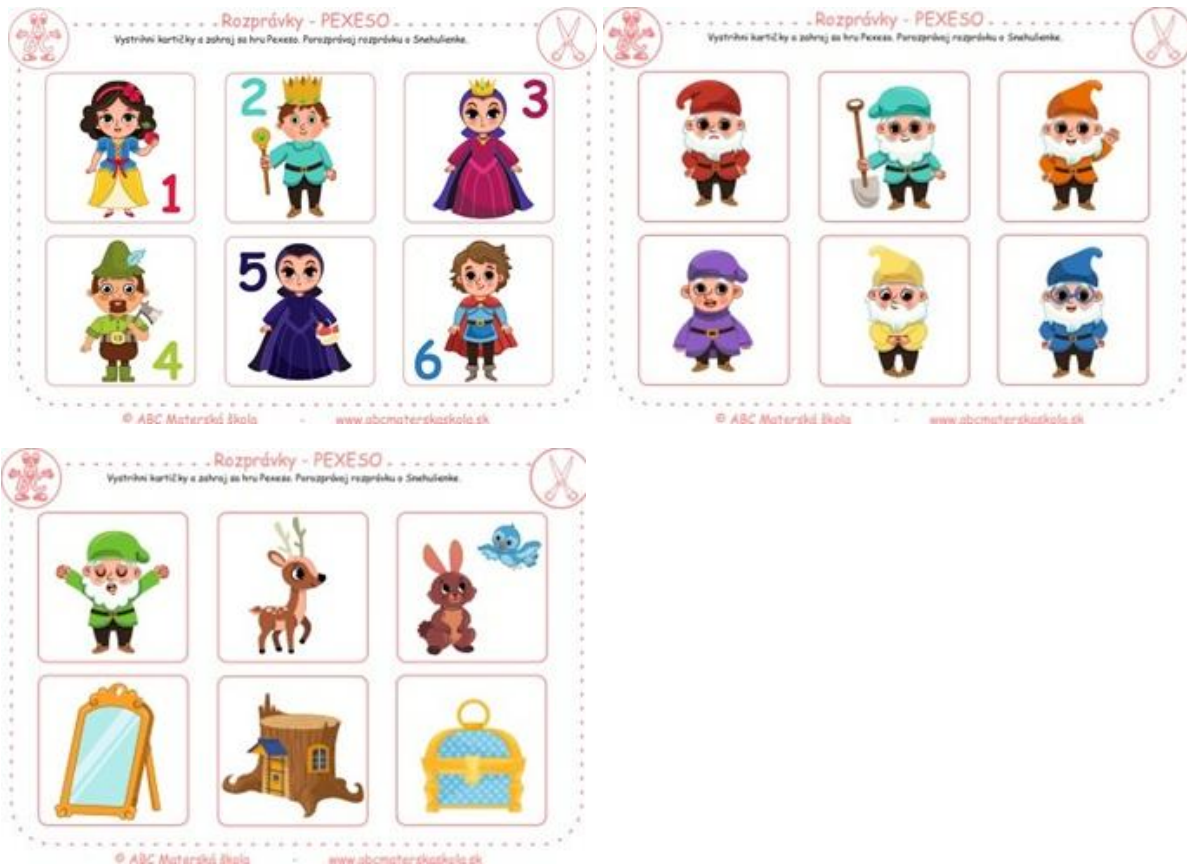 Rozprávky - PEXESO
Vystrihni kartičky a zahraj sa hru Pexeso. Porozprávaj rozprávku o Snehulienke.
1
2
3
4
5
6
© ABC Materská škola - www.abcmaterskaskola.sk
Rozprávky - PEXESO
Vystrihni kartičky a zahraj sa hru Pexeso. Porozprávaj rozprávku o Snehulienke.
© ABC Materská škola - www.abcmaterskaskola.sk
Rozprávky - PEXESO
Vystrihni kartičky a zahraj sa hru Pexeso. Porozprávaj rozprávku o Snehulienke.
© ABC Materská škola - www.abcmaterskaskola.sk